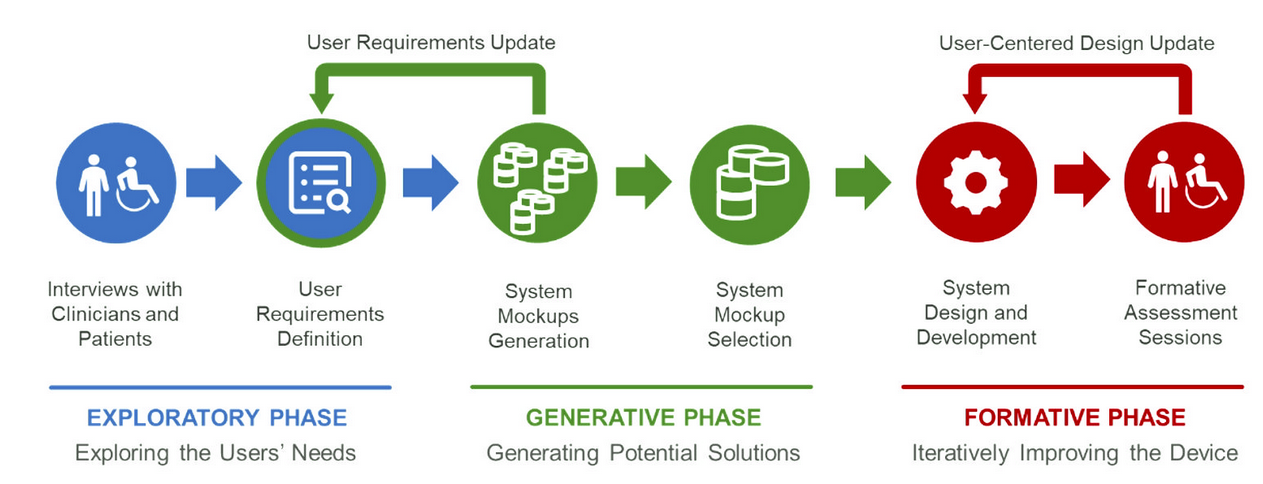 User Requirements Update
User-Centered Design Update
Interviews with
Clinicians and
Patients
User
Requirements
Definition
System
Mockups
Generation
System
Mockup
Selection
System
Design and
Development
Formative
Assessment
Sessions
EXPLORATORY PHASE
Exploring the Users' Needs
GENERATIVE PHASE
Generating Potential Solutions
FORMATIVE PHASE
Iteratively Improving the Device